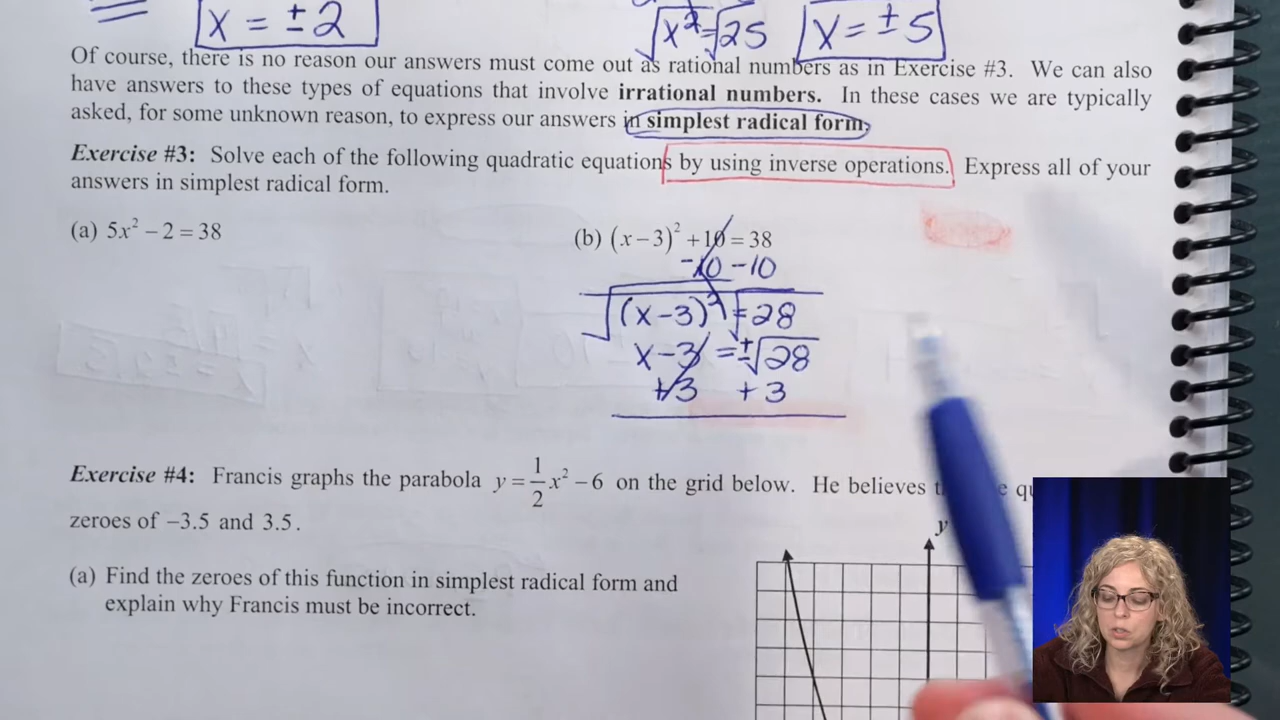 x = ±2
√x² = √25
x = ±5
Of course, there is no reason our answers must come out as rational numbers as in Exercise #3. We can also
have answers to these types of equations that involve irrational numbers. In these cases we are typically
asked, for some unknown reason, to express our answers in simplest radical form.
Exercise #3: Solve each of the following quadratic equations by using inverse operations. Express all of your
answers in simplest radical form.
(a) 5x² − 2 = 38
(b) (x − 3)² + 10 = 38
-10 -10
√(x-3)² = √28
x-3 = ±√28
+3 +3
Exercise #4: Francis graphs the parabola y = 1/2 x² − 6 on the grid below. He believes
zeroes of −3.5 and 3.5.
(a) Find the zeroes of this function in simplest radical form and
explain why Francis must be incorrect.
y